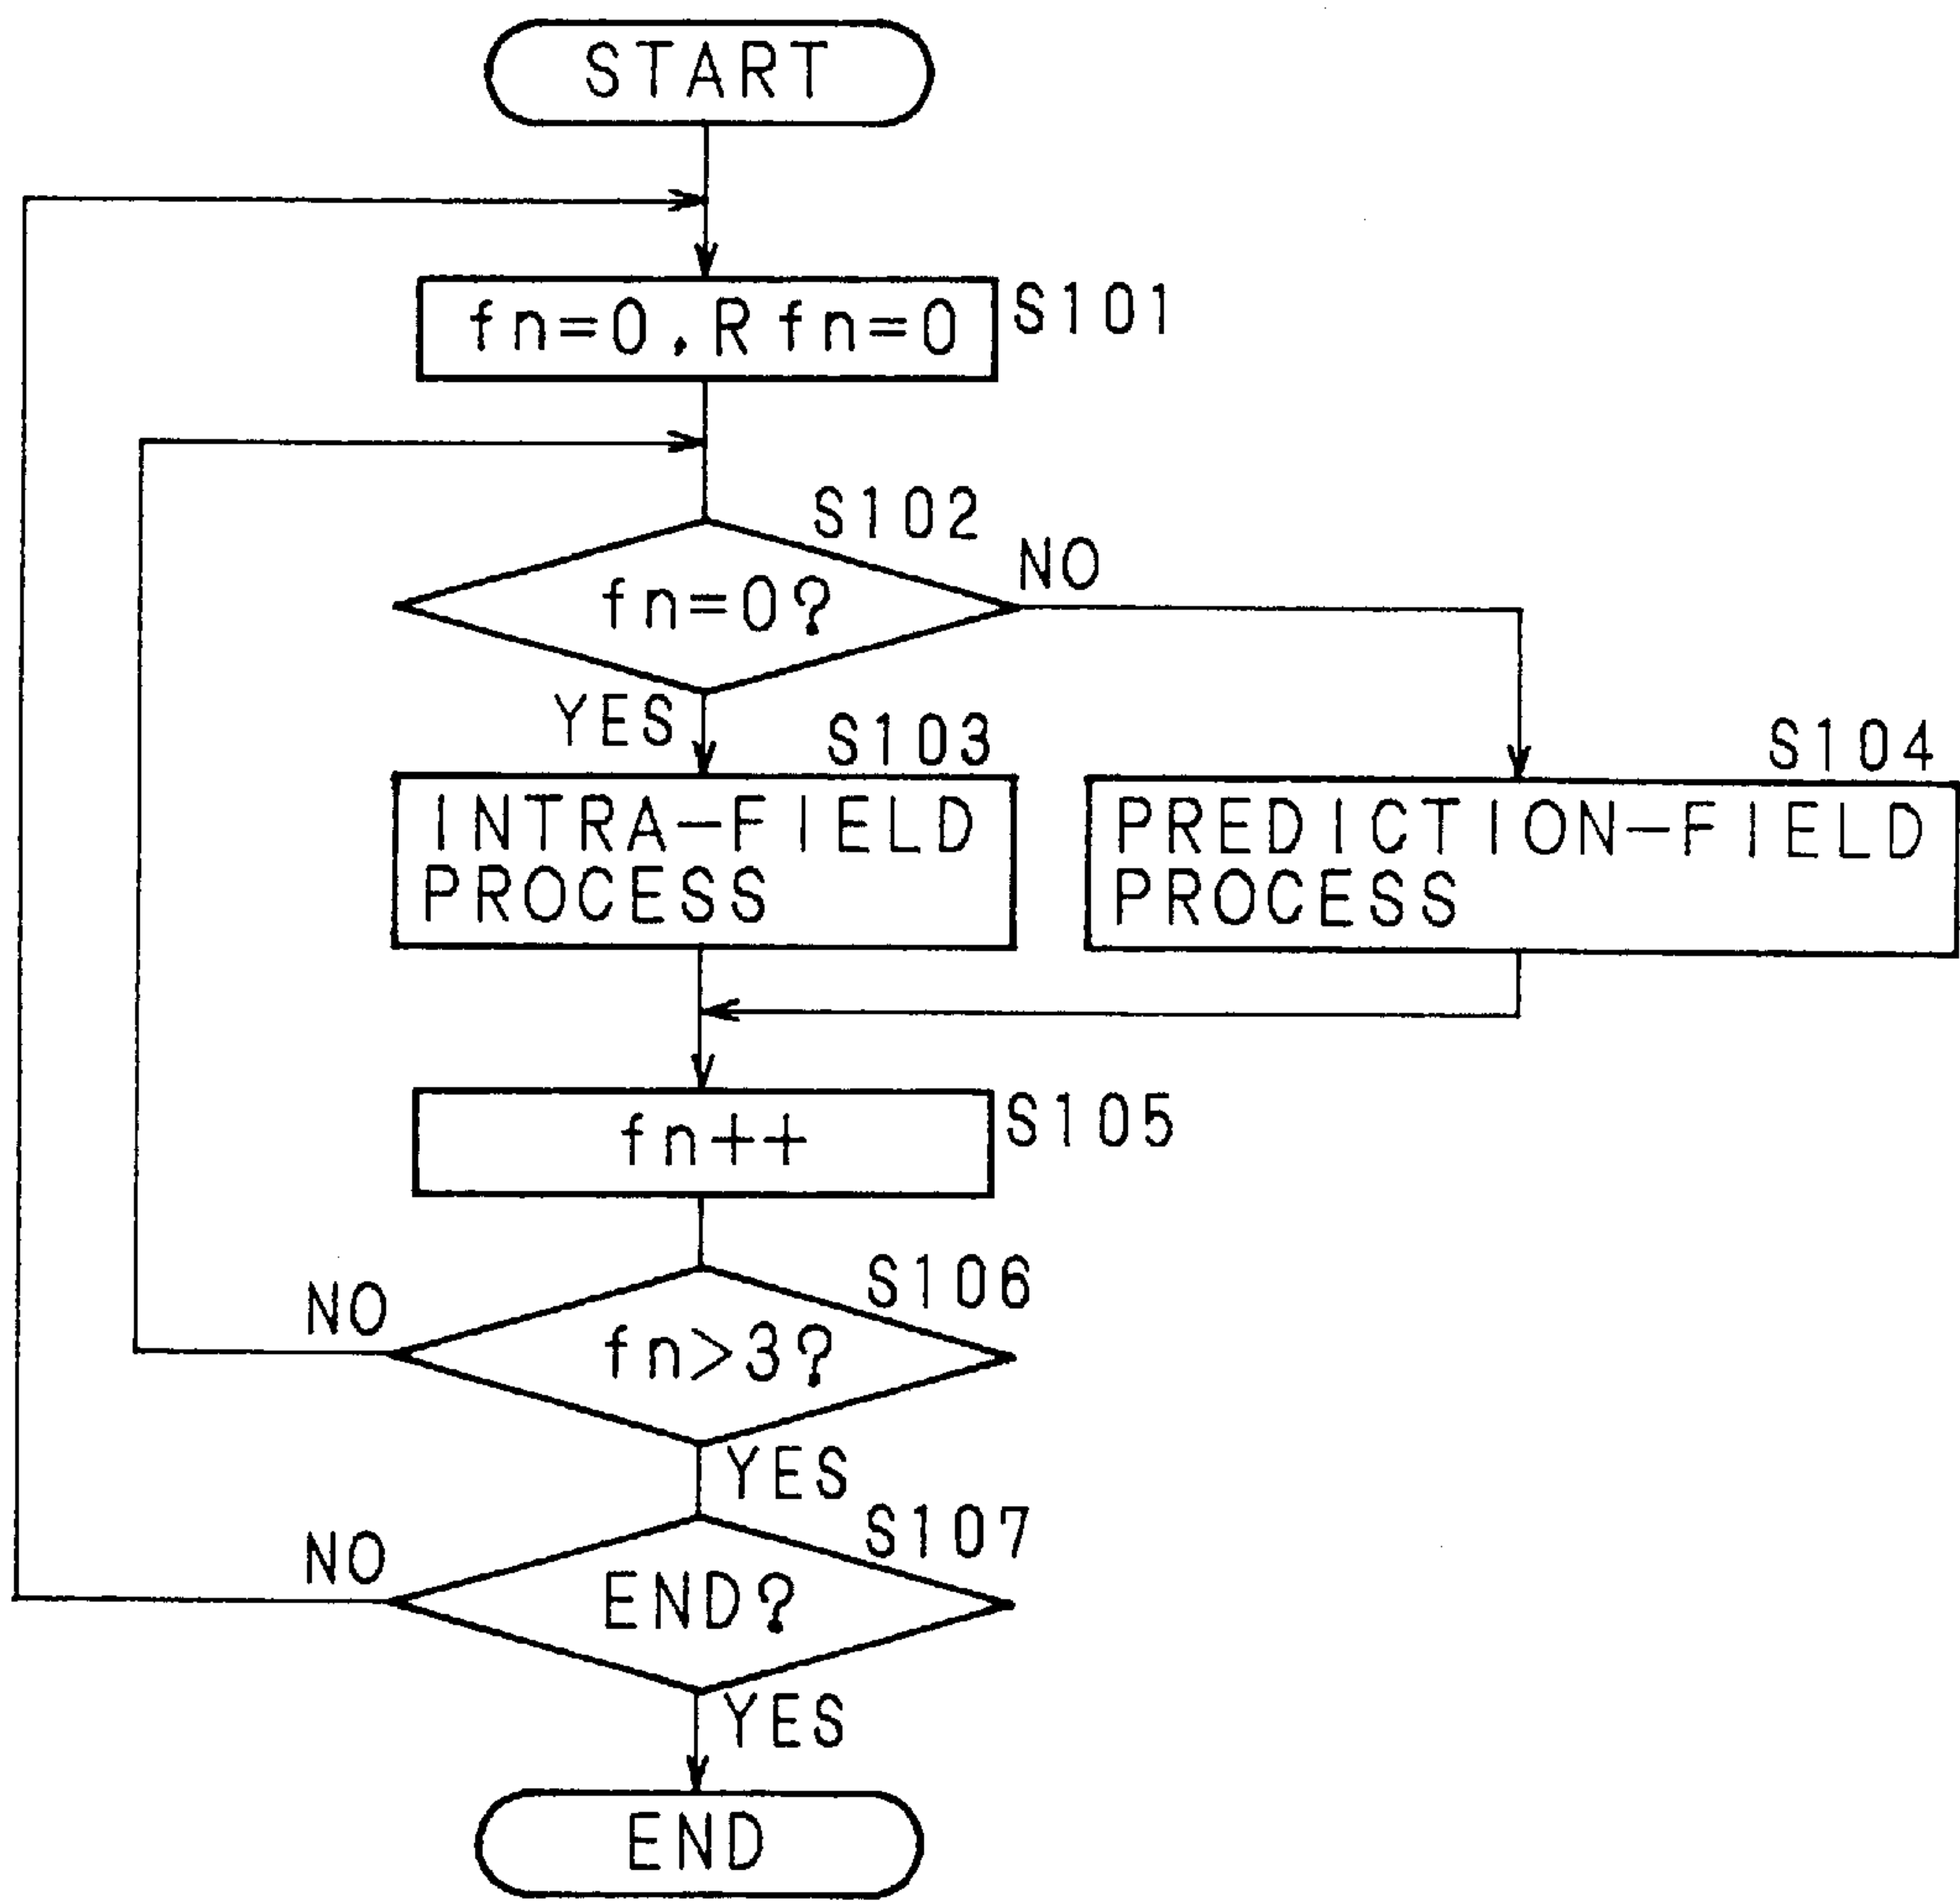 START
fn=0,Rfn=0
S101
S102
fn=0?
NO
YES
S103
S104
INTRA-FIELD
PROCESS
PREDICTION-FIELD
PROCESS
fn++
S105
S106
NO
fn>3?
YES
S107
NO
END?
YES
END